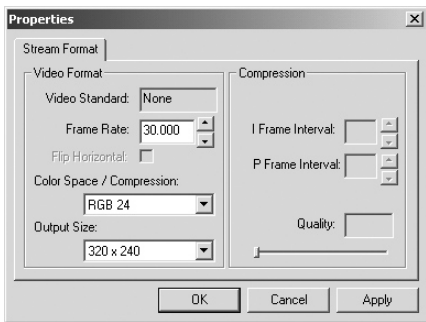 Properties
Stream Format
Video Format
Video Standard: None
Frame Rate: 30.000
Flip Horizontal:
Color Space / Compression:
RGB 24
Output Size:
320 x 240
Compression
I Frame Interval:
P Frame Interval:
Quality:
OK Cancel Apply